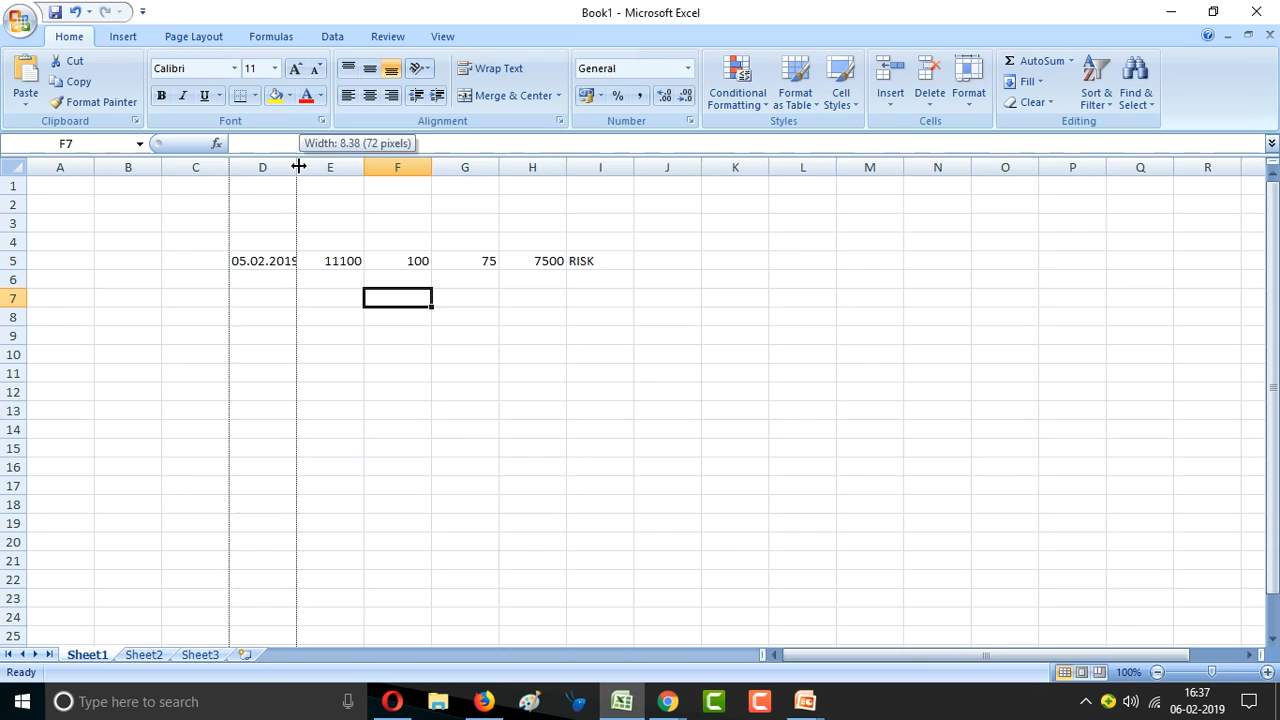 Book1 - Microsoft Excel
Home Insert Page Layout Formulas Data Review View
Cut
Copy
Format Painter
Paste
Clipboard
Calibri 11
B I U A
Font
Wrap Text
Merge & Center
Alignment
General
% ,
Number
Conditional Formatting
Format as Table
Cell Styles
Styles
Insert Delete Format
Cells
Σ AutoSum
Fill
Clear
Sort & Filter
Find & Select
Editing
F7 fx
Width: 8.38 (72 pixels)
A B C D E F G H I J K L M N O P Q R
1
2
3
4
5 05.02.2019 11100 100 75 7500 RISK
6
7
8
9
10
11
12
13
14
15
16
17
18
19
20
21
22
23
24
25
Sheet1 Sheet2 Sheet3
Ready 100%
Type here to search
16:37
06-02-2019